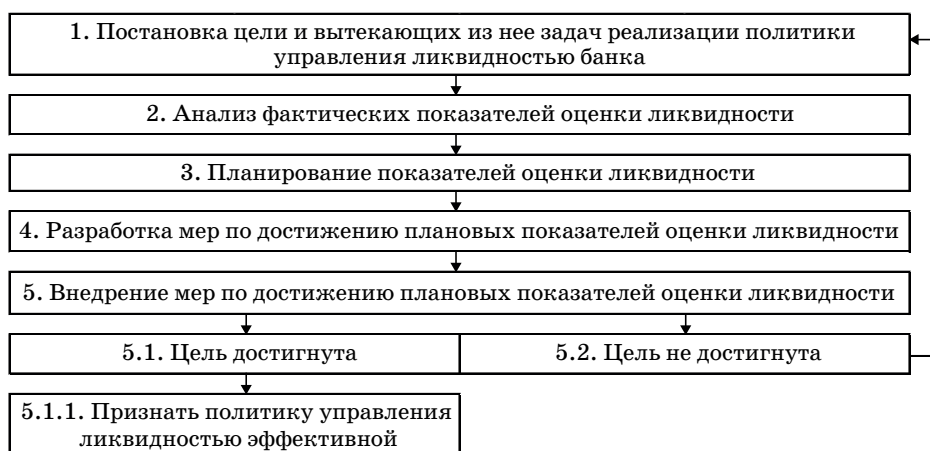 1. Постановка цели и вытекающих из нее задач реализации политики
управления ликвидностью банка
2. Анализ фактических показателей оценки ликвидности
3. Планирование показателей оценки ликвидности
4. Разработка мер по достижению плановых показателей оценки ликвидности
5. Внедрение мер по достижению плановых показателей оценки ликвидности
5.1. Цель достигнута
5.2. Цель не достигнута
5.1.1. Признать политику управления
ликвидностью эффективной